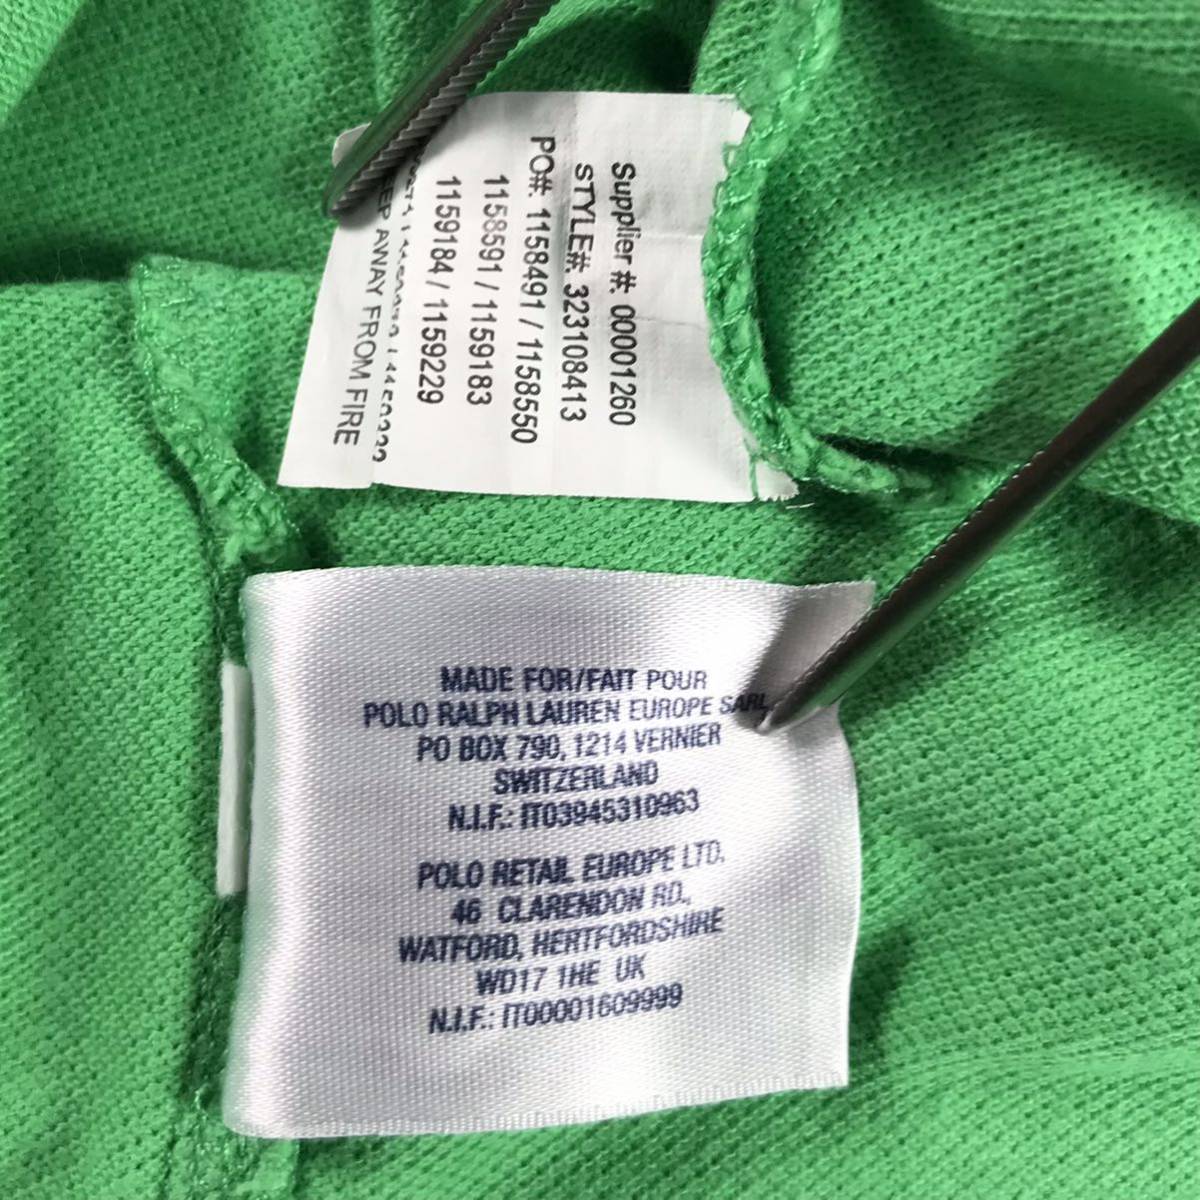 Supplier #: 00001260
STYLE#: 323108413
PO#: 1158491 / 1158550
1158591 / 1159183
1159184 / 1159229
AWAY FROM FIRE
MADE FOR/FAIT POUR
POLO RALPH LAUREN EUROPE SARL
PO BOX 790, 1214 VERNIER
SWITZERLAND
N.I.F.: IT03945310963
POLO RETAIL EUROPE LTD.
46 CLARENDON RD.,
WATFORD, HERTFORDSHIRE
WD17 1HE UK
N.I.F.: IT00001609999